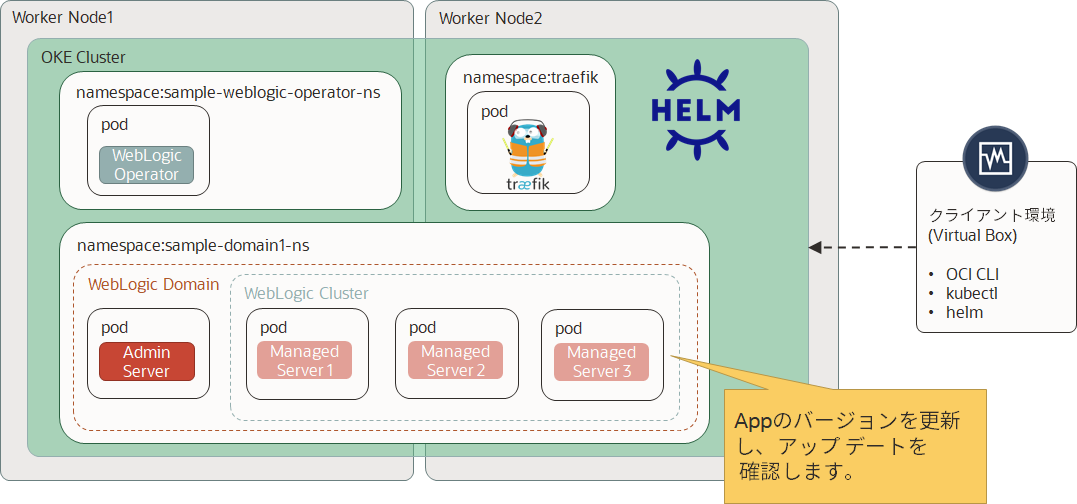 Worker Node1
Worker Node2
OKE Cluster
namespace:sample-weblogic-operator-ns
pod
WebLogic
Operator
namespace:traefik
pod
træfik
HELM
namespace:sample-domain1-ns
WebLogic Domain
WebLogic Cluster
pod
Admin
Server
pod
Managed
Server 1
pod
Managed
Server 2
pod
Managed
Server 3
クライアント環境
(Virtual Box)
• OCI CLI
• kubectl
• helm
Appのバージョンを更新
し、アップ デートを
確認します。